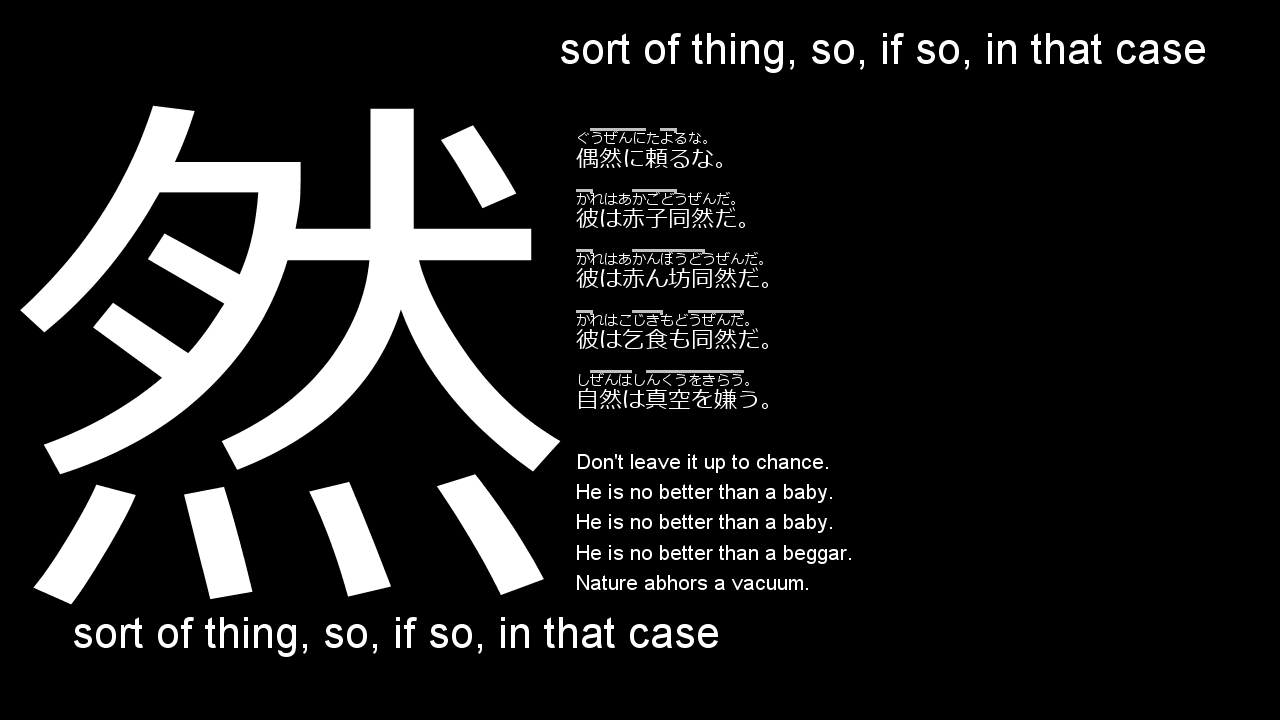 sort of thing, so, if so, in that case
然
ぐうぜんにたよるな。
偶然に頼るな。
かれはあかごどうぜんだ。
彼は赤子同然だ。
かれはあかんぼうどうぜんだ。
彼は赤ん坊同然だ。
かれはこじきもどうぜんだ。
彼は乞食も同然だ。
しぜんはしんくうをきらう。
自然は真空を嫌う。
Don't leave it up to chance.
He is no better than a baby.
He is no better than a baby.
He is no better than a beggar.
Nature abhors a vacuum.
sort of thing, so, if so, in that case